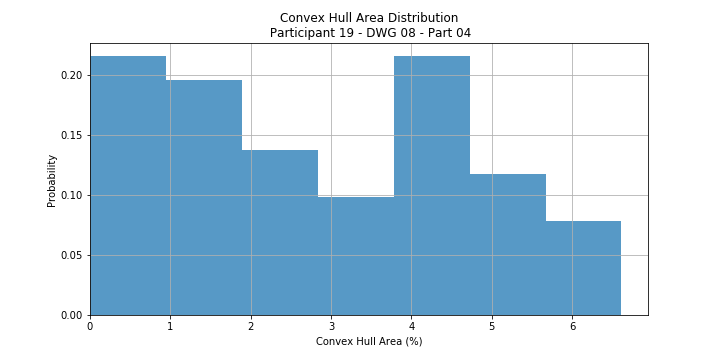 Convex Hull Area Distribution
Participant 19 - DWG 08 - Part 04
0.20
0.15
0.10
0.05
0.00
Probability
0 1 2 3 4 5 6
Convex Hull Area (%)